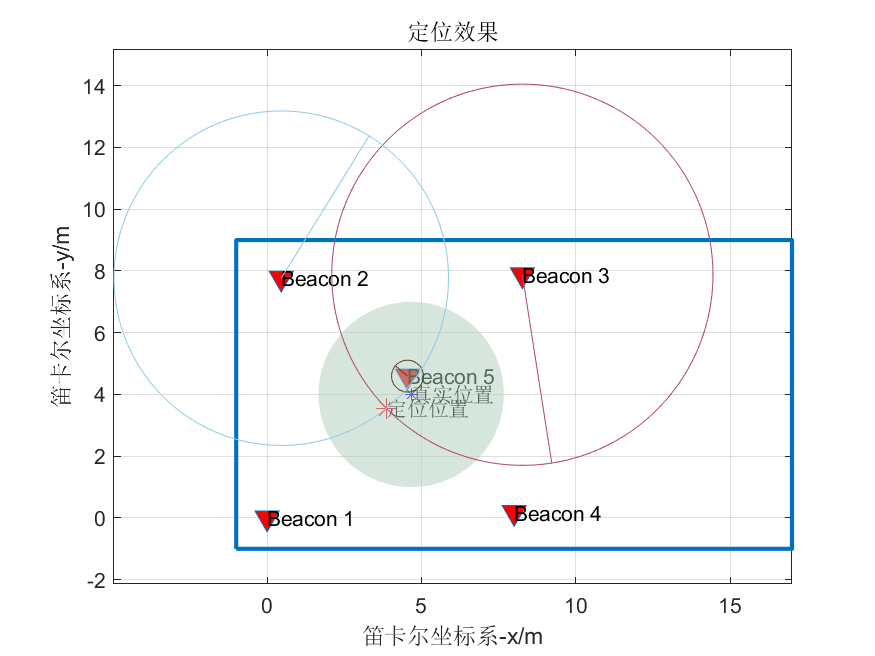 定位效果
14
12
10
8
6
4
2
0
-2
0
5
10
15
笛卡尔坐标系-y/m
笛卡尔坐标系-x/m
Beacon 2
Beacon 3
Beacon 5
真实位置
定位位置
Beacon 1
Beacon 4